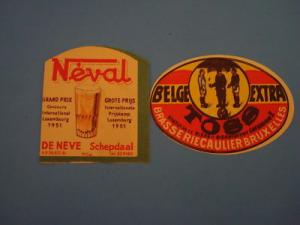 Néval
GRAND PRIX
Concours
International
Luxembourg
1951
GROTE PRIJS
Internationale
Prijskamp
Luxemburg
1951
DE NEVE Schepdaal
BELGE EXTRA
TOSS
BRASSERIE CAULIER BRUXELLES